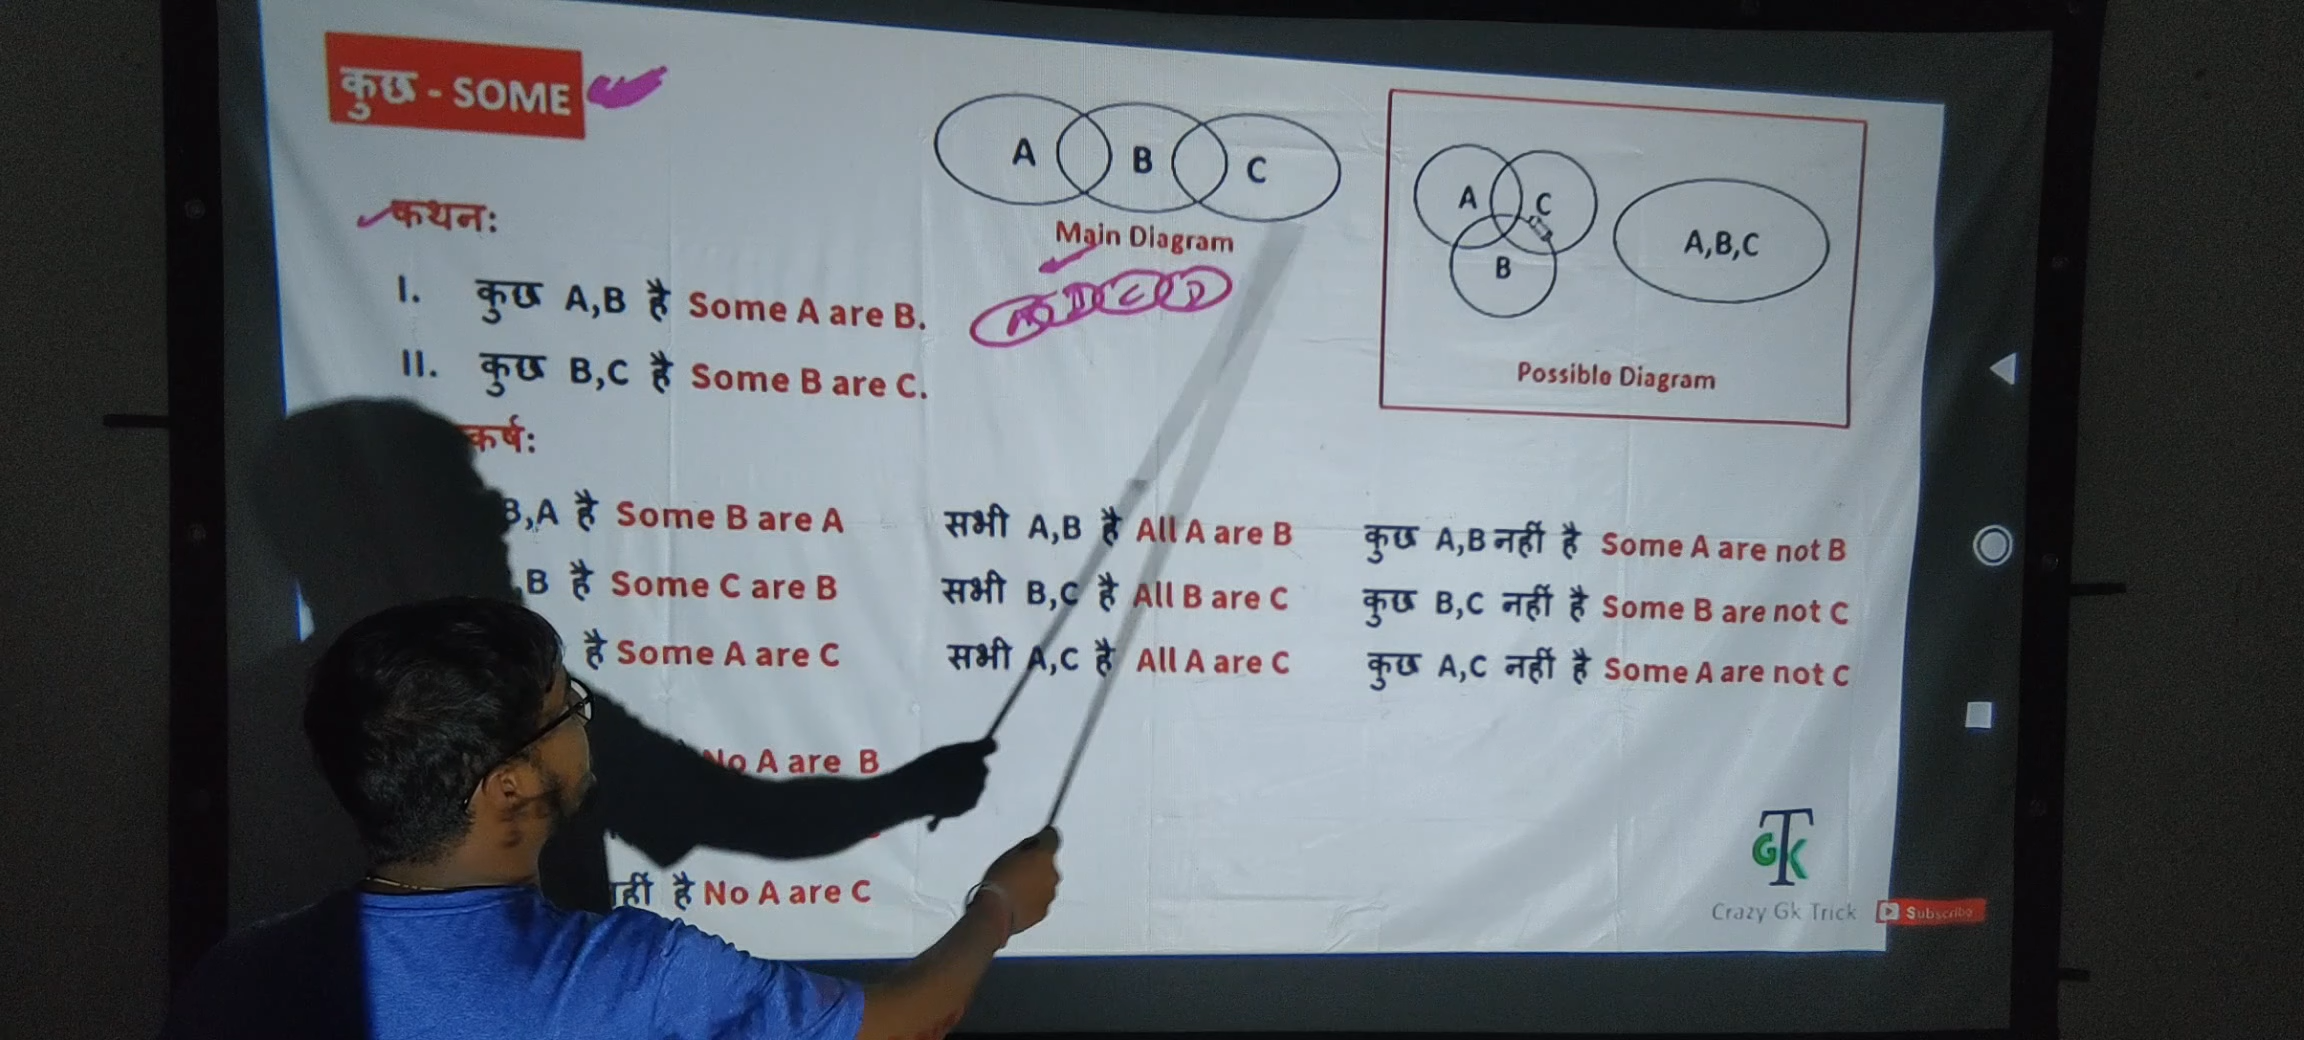 कुछ - SOME
A B C
Main Diagram
A C
B
A,B,C
Possible Diagram
कथन:
I. कुछ A,B है Some A are B.
II. कुछ B,C है Some B are C.
A C D
कर्ष:
B,A है Some B are A सभी A,B है All A are B कुछ A,B नहीं है Some A are not B
B है Some C are B सभी B,C है All B are C कुछ B,C नहीं है Some B are not C
है Some A are C सभी A,C है All A are C कुछ A,C नहीं है Some A are not C
No A are B
है No A are C
Crazy Gk Trick
Subscribe